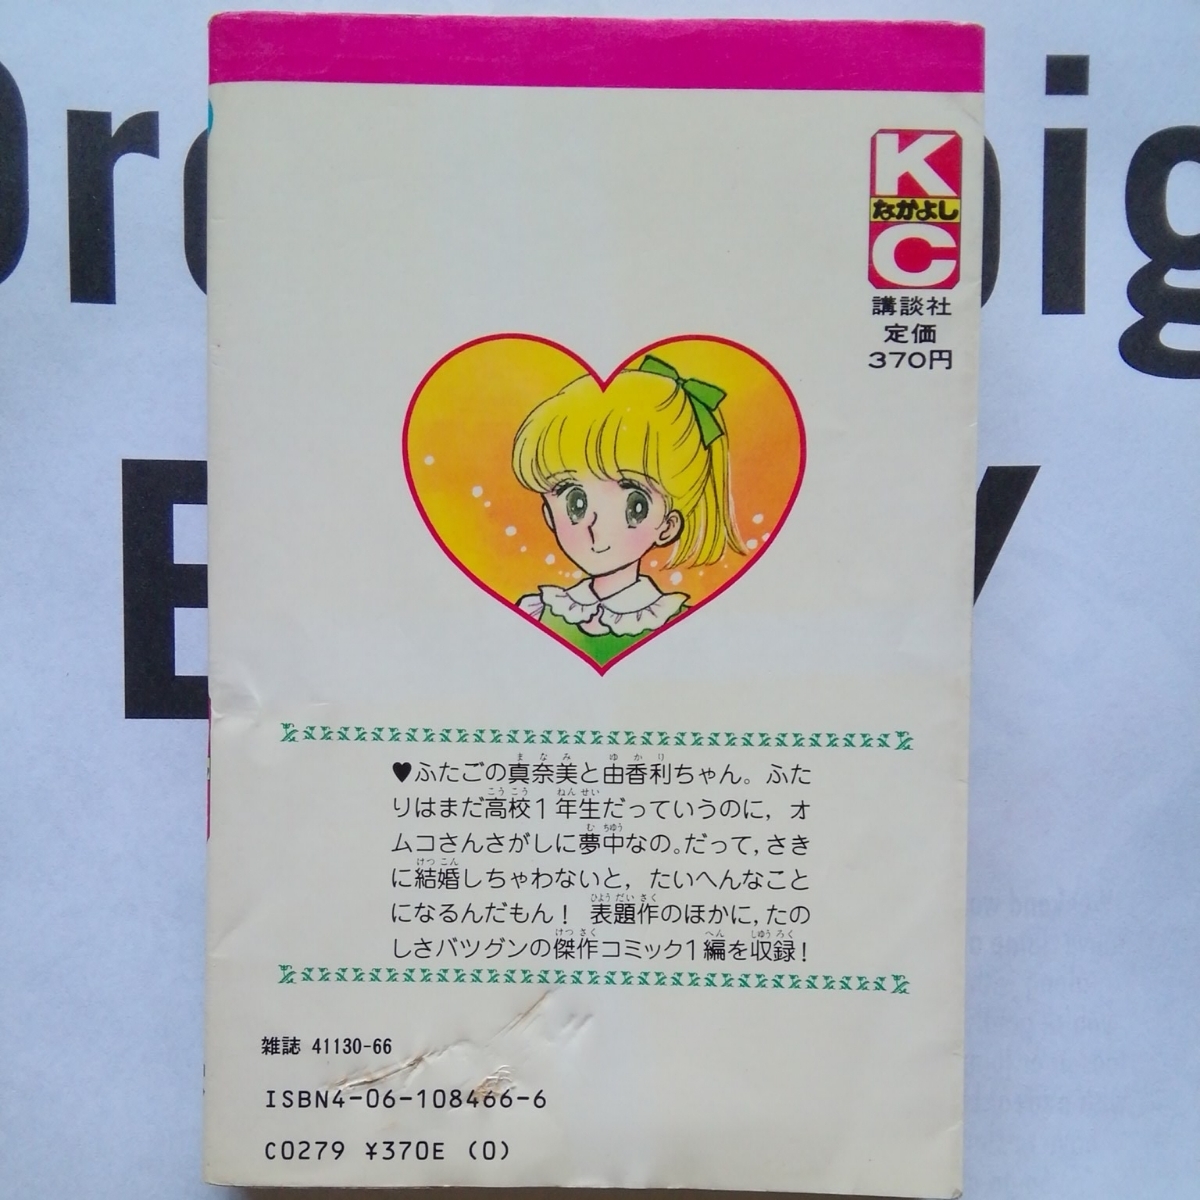 K
なかよし
C
講談社
定価
370円
♥ふたごの真奈美と由香利ちゃん。ふた
りはまだ高校1年生だっていうのに，オ
ムコさんさがしに夢中なの。だって，さき
に結婚しちゃわないと，たいへんなこと
になるんだもん！ 表題作のほかに，たの
しさバツグンの傑作コミック1編を収録！
雑誌 41130-66
ISBN4-06-108466-6
C0279 ¥370E (0)